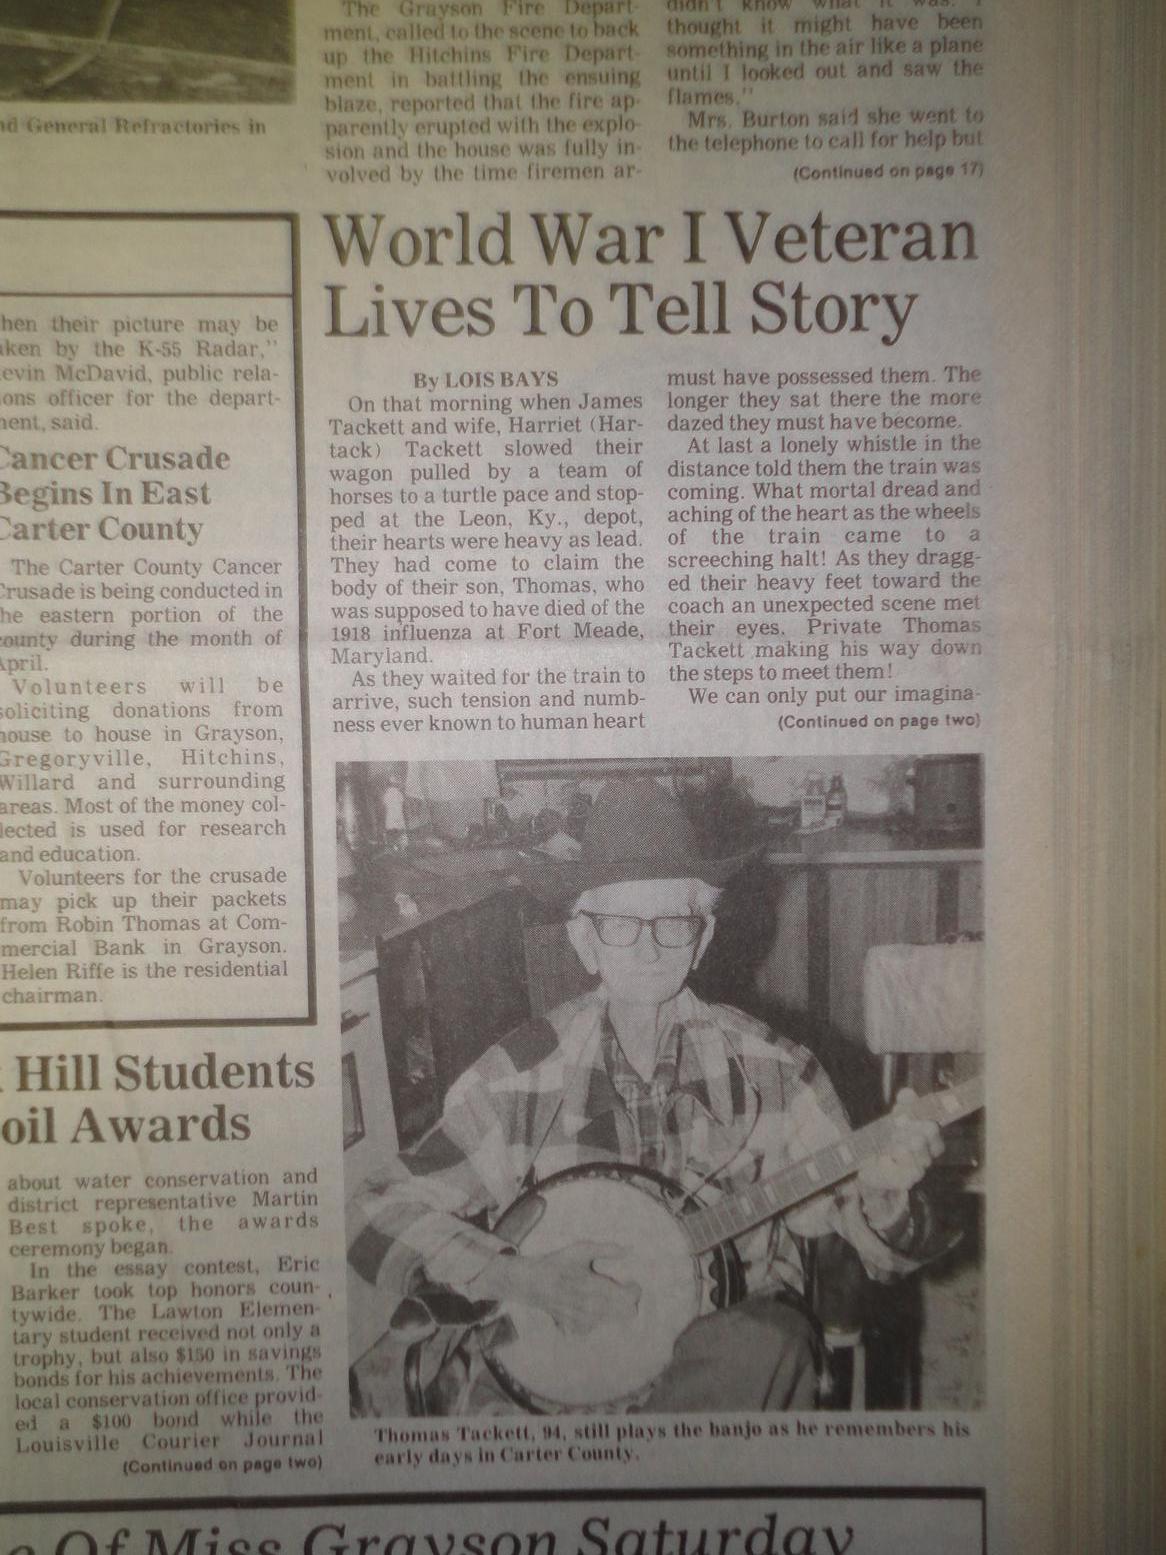 The Grayson Fire Depart-
ment, called to the scene to back
up the Hitchins Fire Depart-
ment in battling the ensuing
blaze, reported that the fire ap-
parently erupted with the explo-
sion and the house was fully in-
volved by the time firemen ar-
didn't know what it was. I
thought it might have been
something in the air like a plane
until I looked out and saw the
flames."
Mrs. Burton said she went to
the telephone to call for help but
(Continued on page 17)
General Refractories in
hen their picture may be
ken by the K-55 Radar,"
evin McDavid, public rela-
ons officer for the depart-
ment, said.
Cancer Crusade
Begins In East
Carter County
The Carter County Cancer
Crusade is being conducted in
he eastern portion of the
county during the month of
April.
Volunteers will be
soliciting donations from
house to house in Grayson,
Gregoryville, Hitchins,
Willard and surrounding
areas. Most of the money col-
lected is used for research
and education.
Volunteers for the crusade
may pick up their packets
from Robin Thomas at Com-
mercial Bank in Grayson.
Helen Riffe is the residential
chairman.
Hill Students
oil Awards
about water conservation and
district representative Martin
Best spoke, the awards
ceremony began.
In the essay contest, Eric
Barker took top honors coun-
tywide. The Lawton Elemen-
tary student received not only a
trophy, but also $150 in savings
bonds for his achievements. The
local conservation office provid-
ed a $100 bond while the
Louisville Courier Journal
(Continued on page two)
World War I Veteran
Lives To Tell Story
By LOIS BAYS
On that morning when James
Tackett and wife, Harriet (Har-
tack) Tackett slowed their
wagon pulled by a team of
horses to a turtle pace and stop-
ped at the Leon, Ky., depot,
their hearts were heavy as lead.
They had come to claim the
body of their son, Thomas, who
was supposed to have died of the
1918 influenza at Fort Meade,
Maryland.
As they waited for the train to
arrive, such tension and numb-
ness ever known to human heart
must have possessed them. The
longer they sat there the more
dazed they must have become.
At last a lonely whistle in the
distance told them the train was
coming. What mortal dread and
aching of the heart as the wheels
of the train came to a
screeching halt! As they dragg-
ed their heavy feet toward the
coach an unexpected scene met
their eyes. Private Thomas
Tackett making his way down
the steps to meet them!
We can only put our imagina-
(Continued on page two)
Thomas Tackett, 94, still plays the banjo as he remembers his
early days in Carter County.
e Of Miss Grayson Saturday